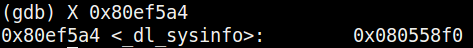 (gdb) X 0x80ef5a4
0x80ef5a4 <_dl_sysinfo>:        0x080558f0